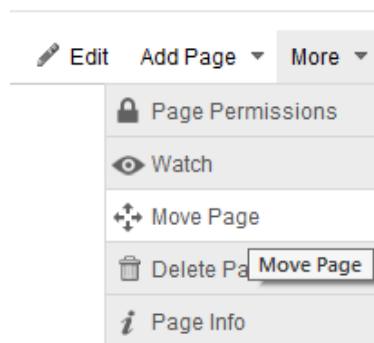 Edit Add Page More
Page Permissions
Watch
Move Page
Delete Pa Move Page
Page Info